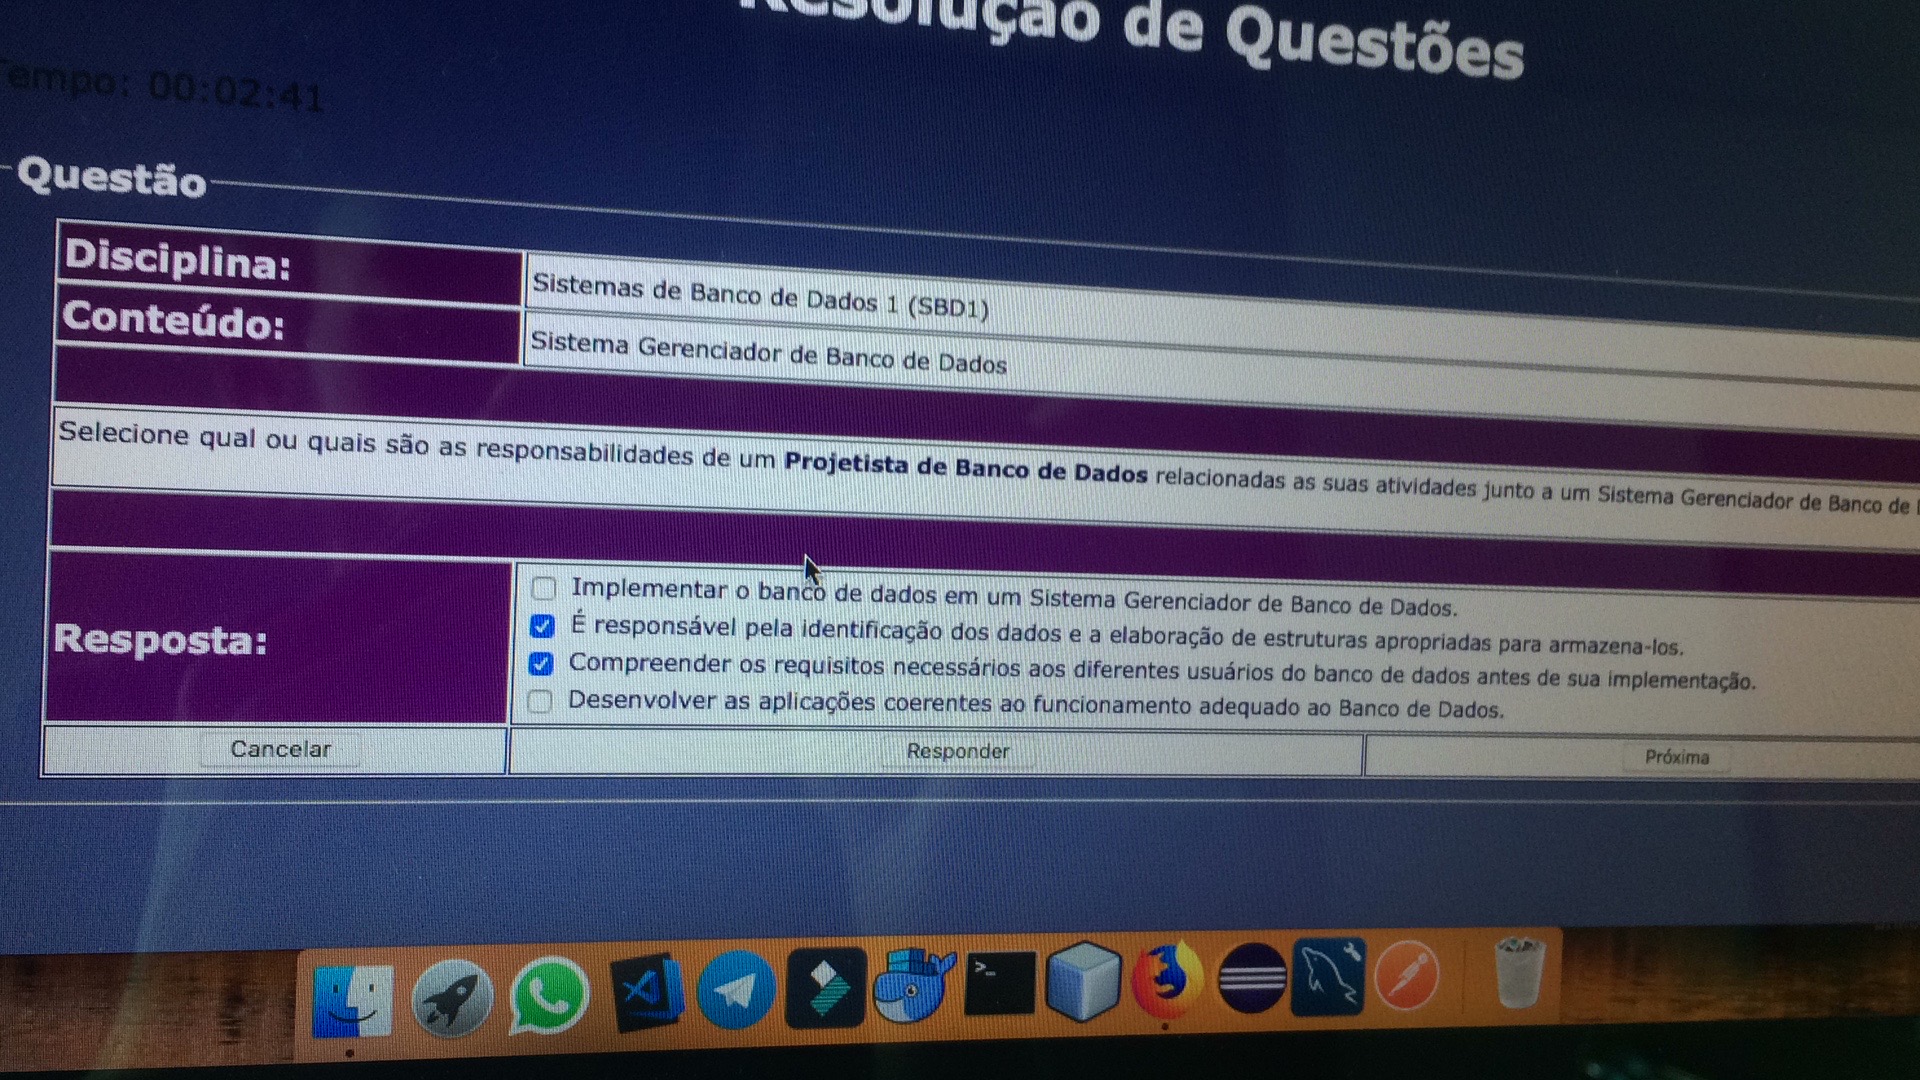 Resolução de Questões
Tempo: 00:02:41
Questão
Disciplina:
Sistemas de Banco de Dados 1 (SBD1)
Conteúdo:
Sistema Gerenciador de Banco de Dados
Selecione qual ou quais são as responsabilidades de um Projetista de Banco de Dados relacionadas as suas atividades junto a um Sistema Gerenciador de Banco de
Resposta:
Implementar o banco de dados em um Sistema Gerenciador de Banco de Dados.
É responsável pela identificação dos dados e a elaboração de estruturas apropriadas para armazena-los.
Compreender os requisitos necessários aos diferentes usuários do banco de dados antes de sua implementação.
Desenvolver as aplicações coerentes ao funcionamento adequado ao Banco de Dados.
Cancelar
Responder
Próxima
>_